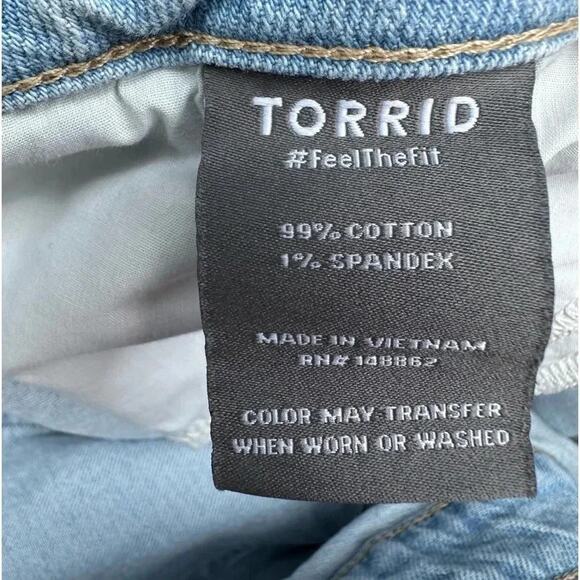 TORRID
#FeelTheFit
99% COTTON
1% SPANDEX
MADE IN VIETNAM
RN# 148862
COLOR MAY TRANSFER
WHEN WORN OR WASHED